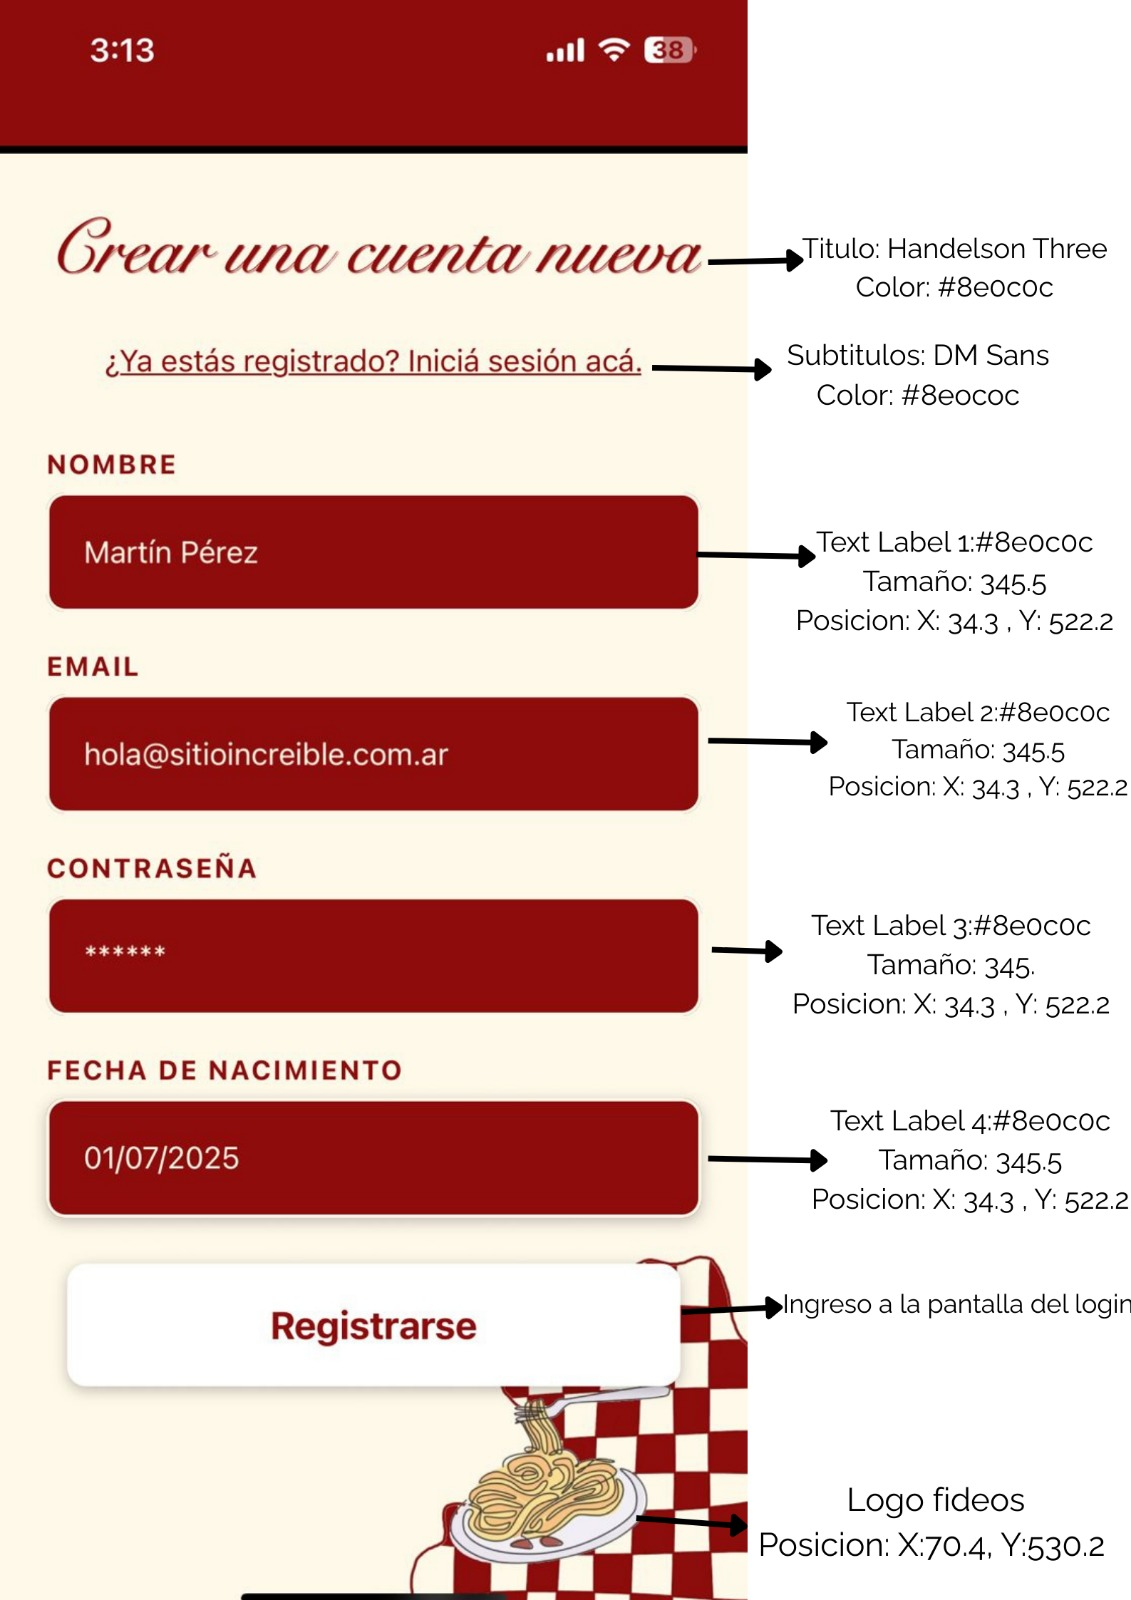 3:13
38
Crear una cuenta nueva
Titulo: Handelson Three
Color: #8e0c0c
¿Ya estás registrado? Iniciá sesión acá.
Subtitulos: DM Sans
Color: #8eococ
NOMBRE
Martín Pérez
Text Label 1:#8e0c0c
Tamaño: 345.5
Posicion: X: 34.3 , Y: 522.2
EMAIL
hola@sitioincreible.com.ar
Text Label 2:#8e0c0c
Tamaño: 345.5
Posicion: X: 34.3 , Y: 522.2
CONTRASEÑA
******
Text Label 3:#8e0c0c
Tamaño: 345.
Posicion: X: 34.3 , Y: 522.2
FECHA DE NACIMIENTO
01/07/2025
Text Label 4:#8e0c0c
Tamaño: 345.5
Posicion: X: 34.3 , Y: 522.2
Registrarse
Ingreso a la pantalla del login
Logo fideos
Posicion: X:70.4, Y:530.2